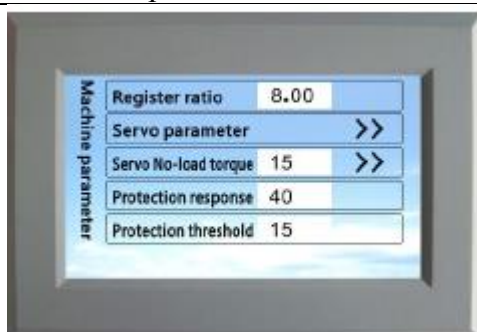 Machine parameter
Register ratio 8.00
Servo parameter >>
Servo No-load torque 15 >>
Protection response 40
Protection threshold 15